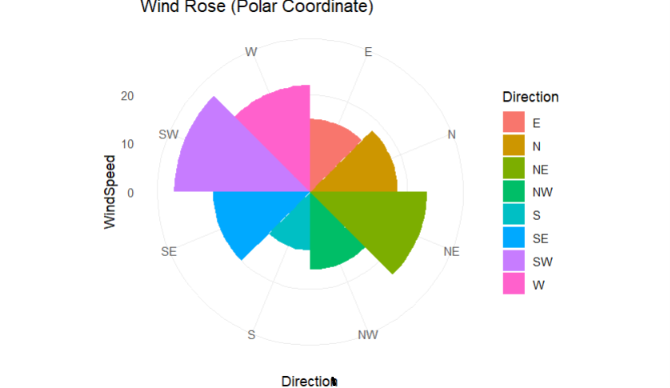 Wind Rose (Polar Coordinate)
W
E
20
SW
10
N
WindSpeed
0
SE
NE
S
NW
Direction
Direction
E
N
NE
NW
S
SE
SW
W